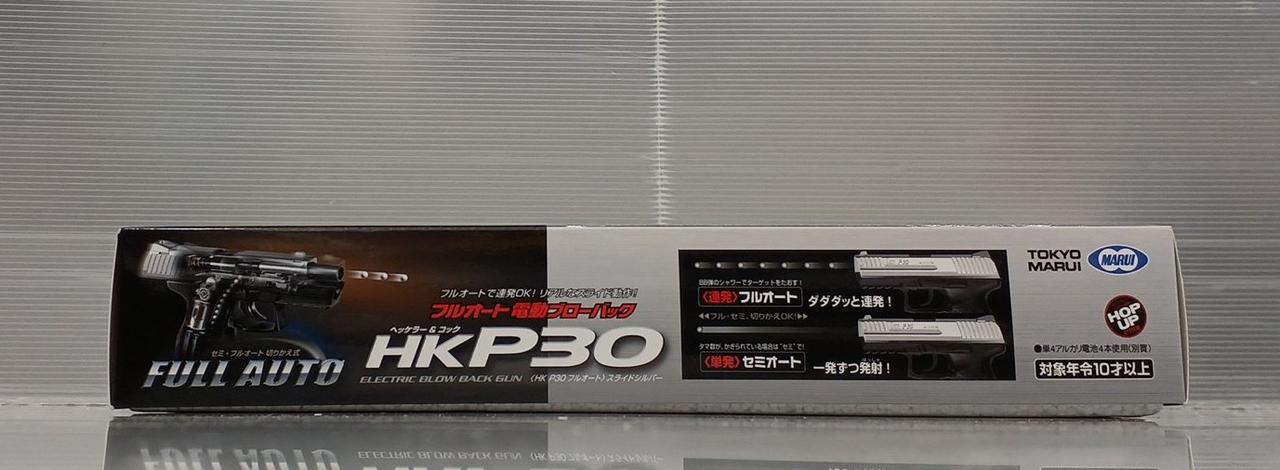 セミ・フルオート 切りかえ式
FULL AUTO
フルオートで連発OK! リアルなスライド動作!
フルオート 電動ブローバック
ヘッケラー & コック
HK P30
ELECTRIC BLOW BACK GUN 〈HK P30 フルオート〉スライドシルバー
BB弾のシャワーでターゲットをたおす!
〈連発〉フルオート ダダダッと連発!
◀◀フル・セミ、切りかえOK!▶▶
タマ数が、かぎられている場合は"セミ"で!
〈単発〉セミオート 一発ずつ発射!
TOKYO
MARUI
MARUI
HOP
UP
●単4アルカリ電池4本使用(別買)
対象年令10才以上